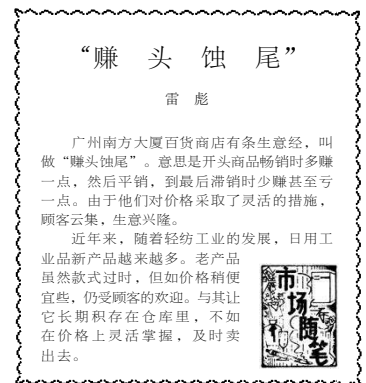 “赚头蚀尾”
雷彪
广州南方大厦百货商店有条生意经，叫
做“赚头蚀尾”。意思是开头商品畅销时多赚
一点，然后平销，到最后滞销时少赚甚至亏
一点。由于他们对价格采取了灵活的措施，
顾客云集，生意兴隆。
近年来，随着轻纺工业的发展，日用工
业品新产品越来越多。老产品
虽然款式过时，但如价格稍便
宜些，仍受顾客的欢迎。与其让
它长期积存在仓库里，不如
在价格上灵活掌握，及时卖
出去。
市场随笔